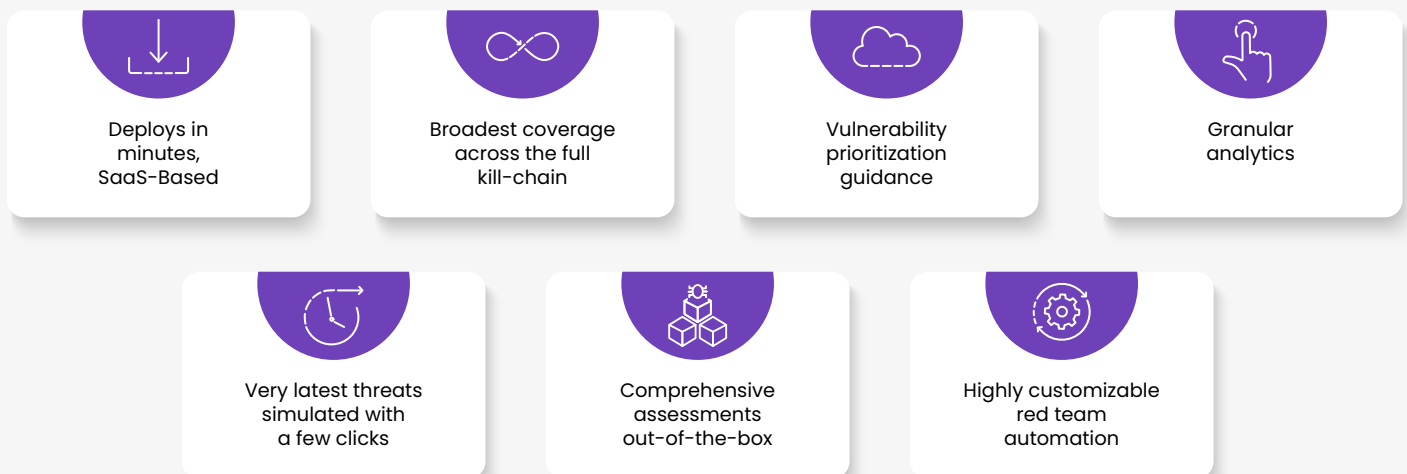 Deploys in
minutes,
SaaS-Based
Broadest coverage
across the full
kill-chain
Vulnerability
prioritization
guidance
Granular
analytics
Very latest threats
simulated with
a few clicks
Comprehensive
assessments
out-of-the-box
Highly customizable
red team
automation